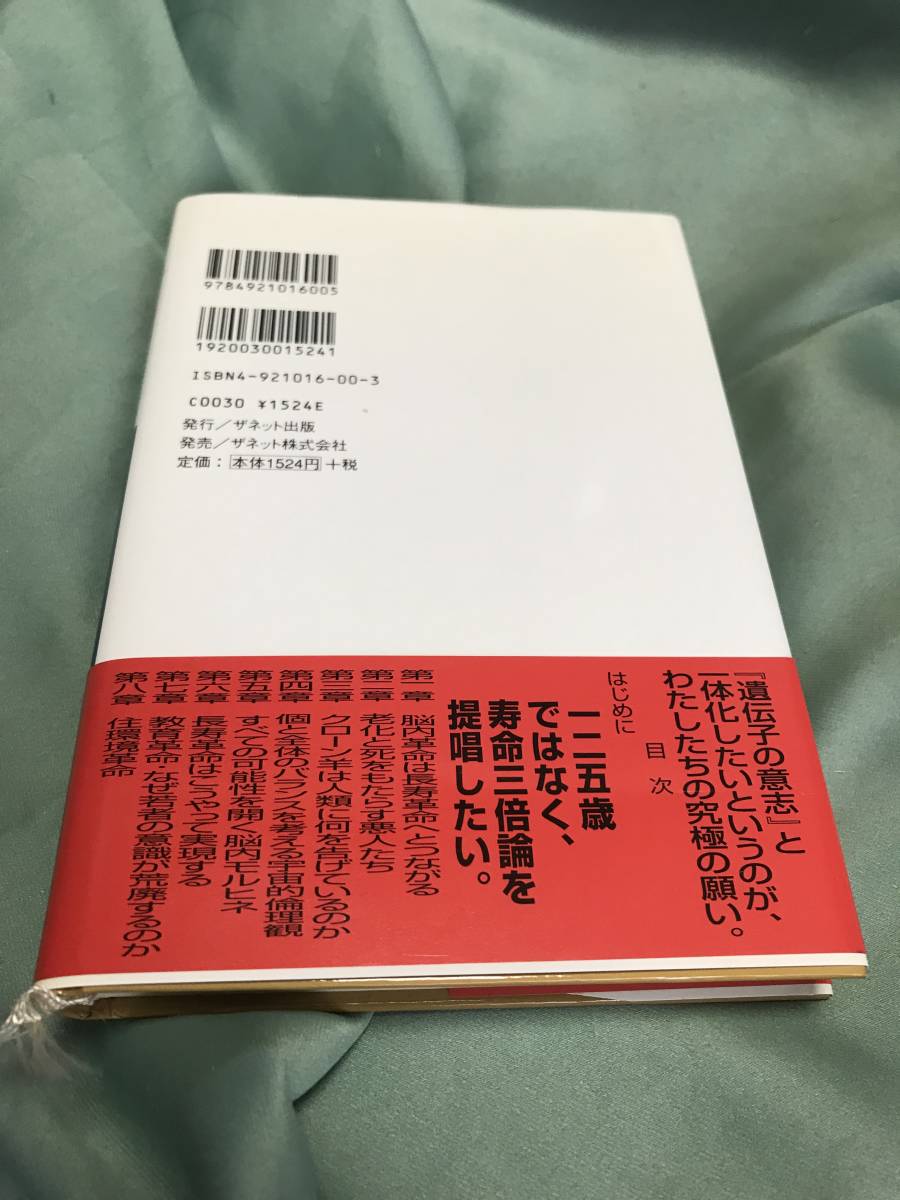 9784921016005
1920030015241
ISBN4-921016-00-3
C0030 ¥1524E
発行／ザネット出版
発売／ザネット株式会社
定価：本体1524円＋税
『遺伝子の意志』と
一体化したいというのが、
わたしたちの究極の願い。
目次
はじめに
一二五歳
ではなく、
寿命三倍論を
提唱したい。
第一章 脳内革命は長寿革命へとつながる
第二章 老化と死をもたらす悪人たち
第三章 クローン羊は人類に何を告げているのか
第四章 個と全体のバランスを考える宇宙的倫理観
第五章 すべての可能性を開く脳内モルヒネ
第六章 長寿革命はこうやって実現する
第七章 教育革命 なぜ若者の意識が荒廃するのか
第八章 住環境革命